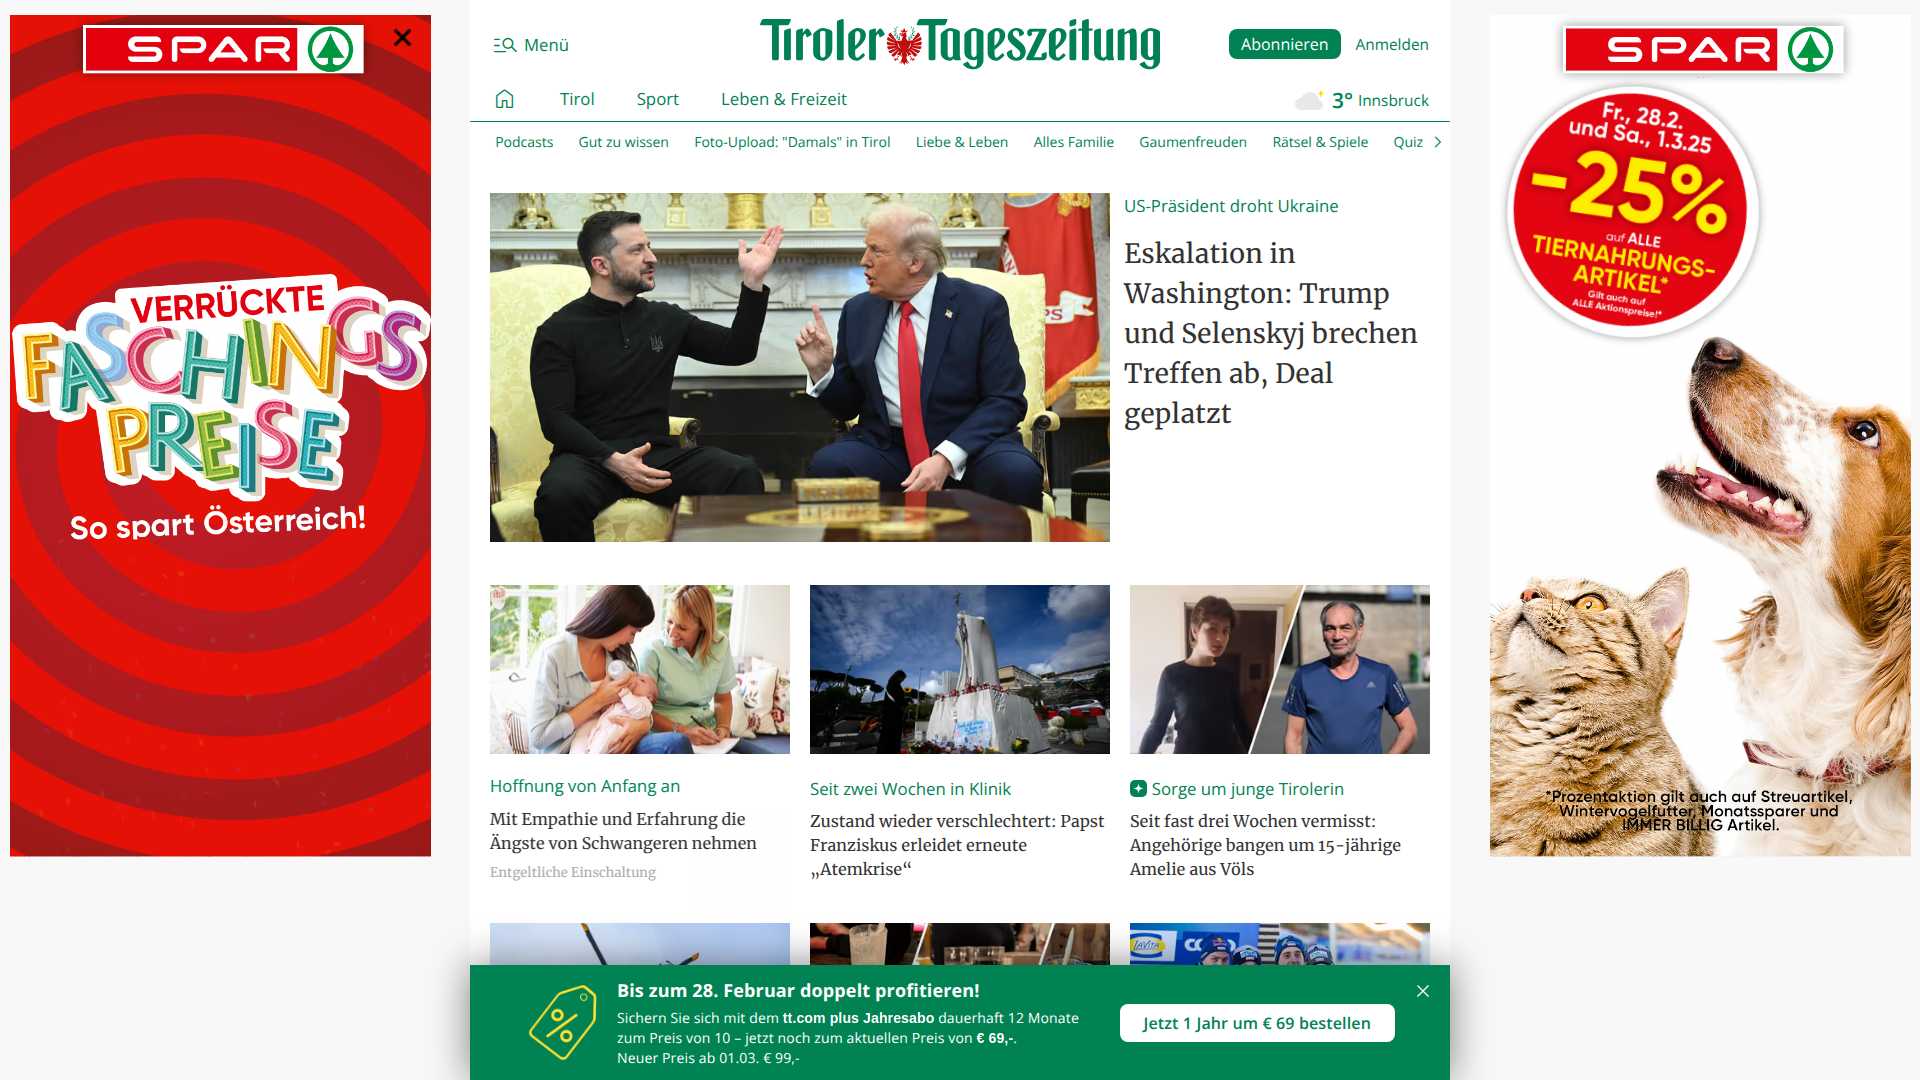 SPAR
VERRÜCKTE
FASCHINGS
PREISE
So spart Österreich!
Menü
Tiroler Tageszeitung
Abonnieren
Anmelden
Tirol
Sport
Leben & Freizeit
3° Innsbruck
Podcasts
Gut zu wissen
Foto-Upload: "Damals" in Tirol
Liebe & Leben
Alles Familie
Gaumenfreuden
Rätsel & Spiele
Quiz
US-Präsident droht Ukraine
Eskalation in
Washington: Trump
und Selenskyj brechen
Treffen ab, Deal
geplatzt
Hoffnung von Anfang an
Mit Empathie und Erfahrung die
Ängste von Schwangeren nehmen
Entgeltliche Einschaltung
Seit zwei Wochen in Klinik
Zustand wieder verschlechtert: Papst
Franziskus erleidet erneute
„Atemkrise“
Sorge um junge Tirolerin
Seit fast drei Wochen vermisst:
Angehörige bangen um 15-jährige
Amelie aus Völs
LAVITA
Bis zum 28. Februar doppelt profitieren!
Sichern Sie sich mit dem tt.com plus Jahresabo dauerhaft 12 Monate
zum Preis von 10 – jetzt noch zum aktuellen Preis von € 69,-.
Neuer Preis ab 01.03. € 99,-
Jetzt 1 Jahr um € 69 bestellen
SPAR
Fr., 28.2.
und Sa., 1.3.25
-25%
auf ALLE
TIERNAHRUNGS-
ARTIKEL*
Gilt auch auf
ALLE Aktionspreise!*
*Prozentaktion gilt auch auf Streuartikel,
Wintervogelfutter, Monatssparer und
IMMER BILLIG Artikel.